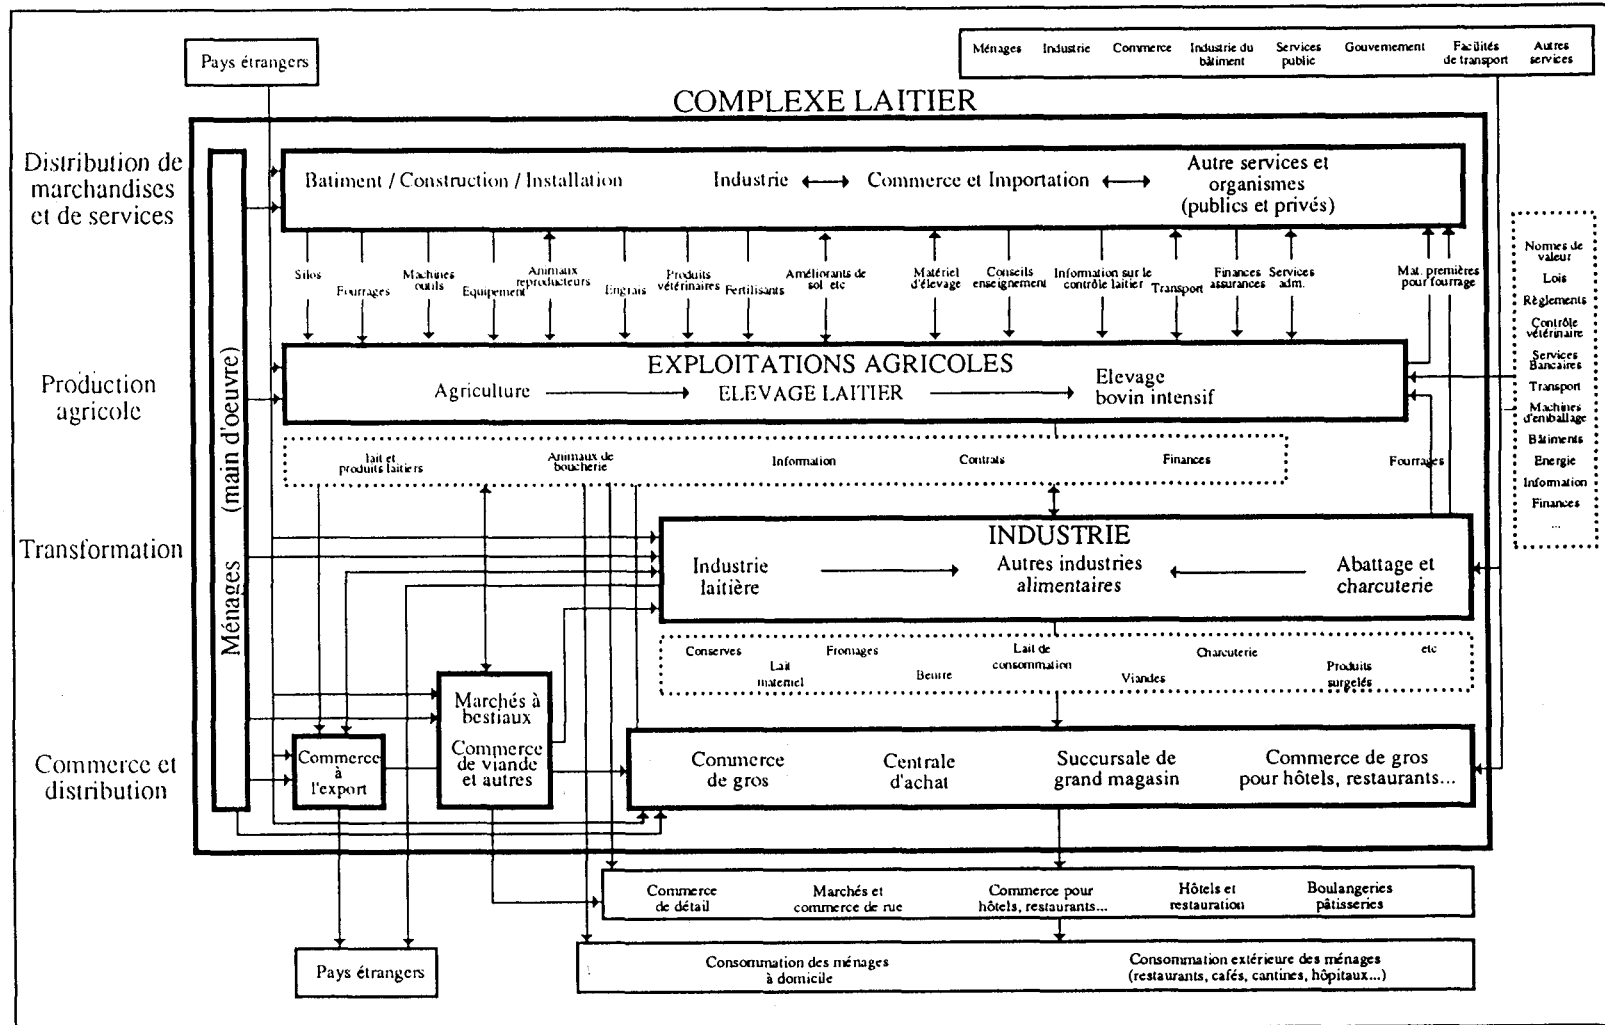 Pays étrangers
Ménages Industrie Commerce Industrie du bâtiment Services public Gouvernement Facilités de transport Autres services
COMPLEXE LAITIER
Distribution de
marchandises
et de services
Batiment / Construction / Installation
Industrie
Commerce et Importation
Autre services et
organismes
(publics et privés)
Silos
Fourrages
Machines
outils
Equipement
Animaux
reproducteurs
Engrais
Produits
vétérinaires
Fertilisants
Améliorants de
sol etc
Matériel
d'élevage
Conseils
enseignement
Information sur le
contrôle laitier
Transport
Finances
assurances
Services
adm.
Mat. premières
pour fourrage
Normes de
valeur
Lois
Règlements
Contrôle
vétérinaire
Services
Bancaires
Transport
Machines
d'emballage
Bâtiments
Energie
Information
Finances
...
Production
agricole
EXPLOITATIONS AGRICOLES
Agriculture
ELEVAGE LAITIER
Elevage
bovin intensif
lait et
produits laitiers
Animaux de
boucherie
Information
Contrats
Finances
Fourrages
Ménages (main d'oeuvre)
Transformation
INDUSTRIE
Industrie
laitière
Autres industries
alimentaires
Abattage et
charcuterie
Conserves
Lait
maternel
Fromages
Beurre
Lait de
consommation
Viandes
Charcuterie
Produits
surgelés
etc
Commerce et
distribution
Commerce
à
l'export
Marchés à
bestiaux
Commerce
de viande
et autres
Commerce
de gros
Centrale
d'achat
Succursale de
grand magasin
Commerce de gros
pour hôtels, restaurants...
Commerce
de détail
Marchés et
commerce de rue
Commerce pour
hôtels, restaurants...
Hôtels et
restauration
Boulangeries
pâtisseries
Pays étrangers
Consommation des ménages
à domicile
Consommation extérieure des ménages
(restaurants, cafés, cantines, hôpitaux...)